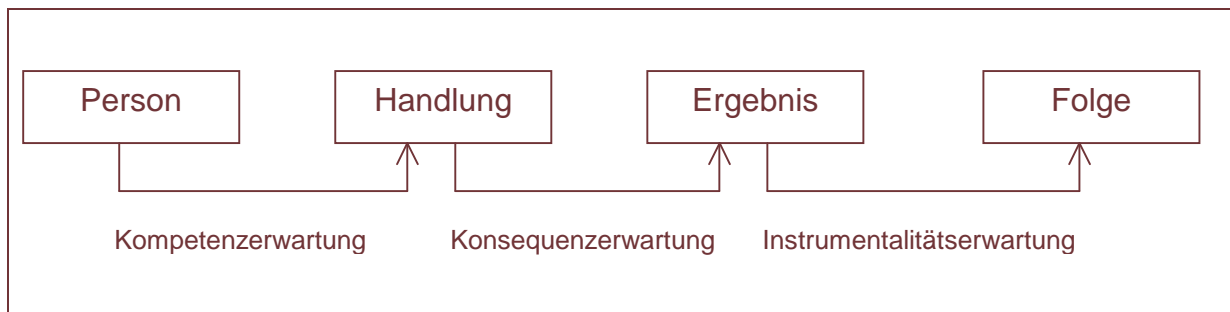 Person Handlung Ergebnis Folge
Kompetenzerwartung Konsequenzerwartung Instrumentalitätserwartung